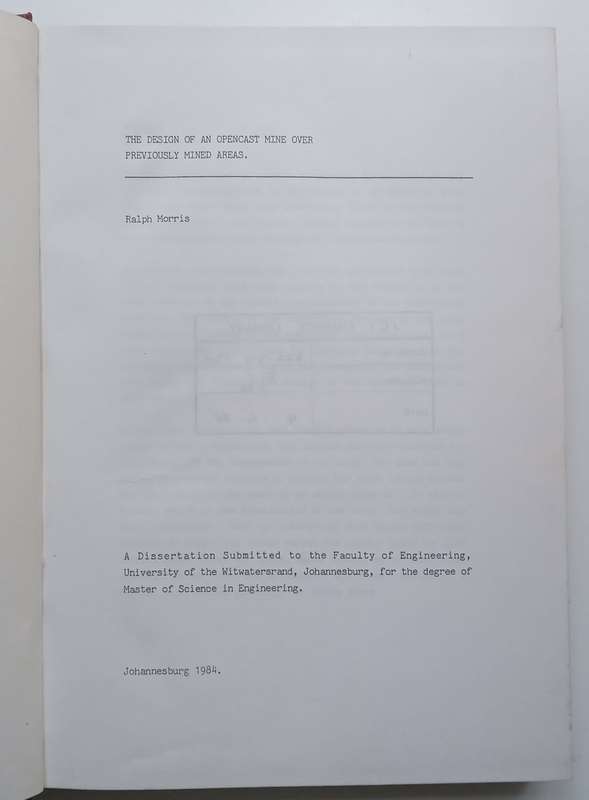 THE DESIGN OF AN OPENCAST MINE OVER
PREVIOUSLY MINED AREAS.
Ralph Morris
A Dissertation Submitted to the Faculty of Engineering,
University of the Witwatersrand, Johannesburg, for the degree of
Master of Science in Engineering.
Johannesburg 1984.